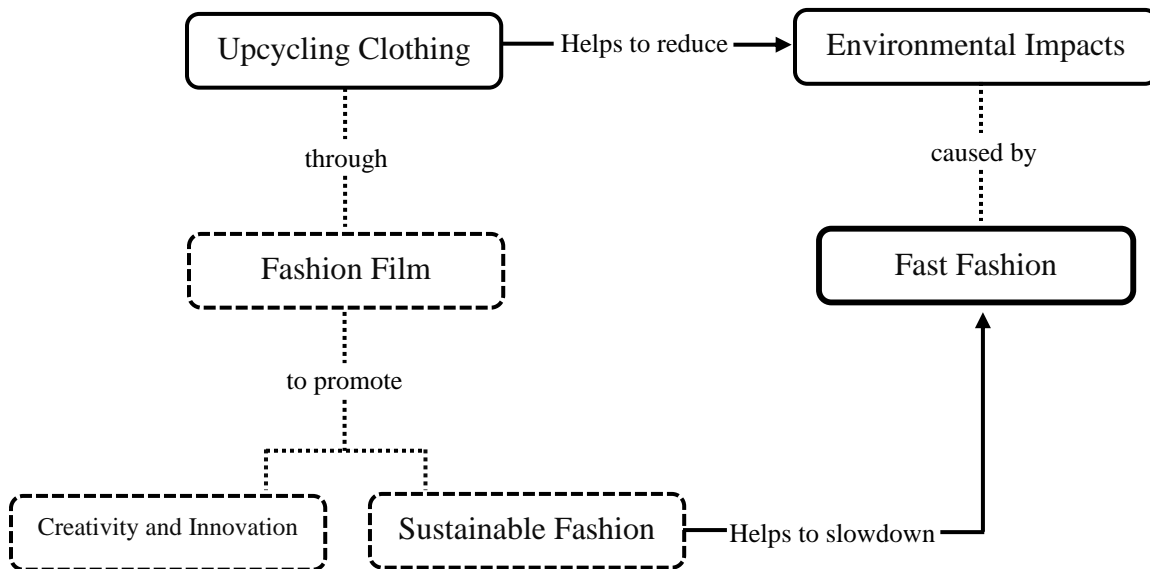 Upcycling Clothing
Helps to reduce
Environmental Impacts
through
caused by
Fashion Film
Fast Fashion
to promote
Creativity and Innovation
Sustainable Fashion
Helps to slowdown